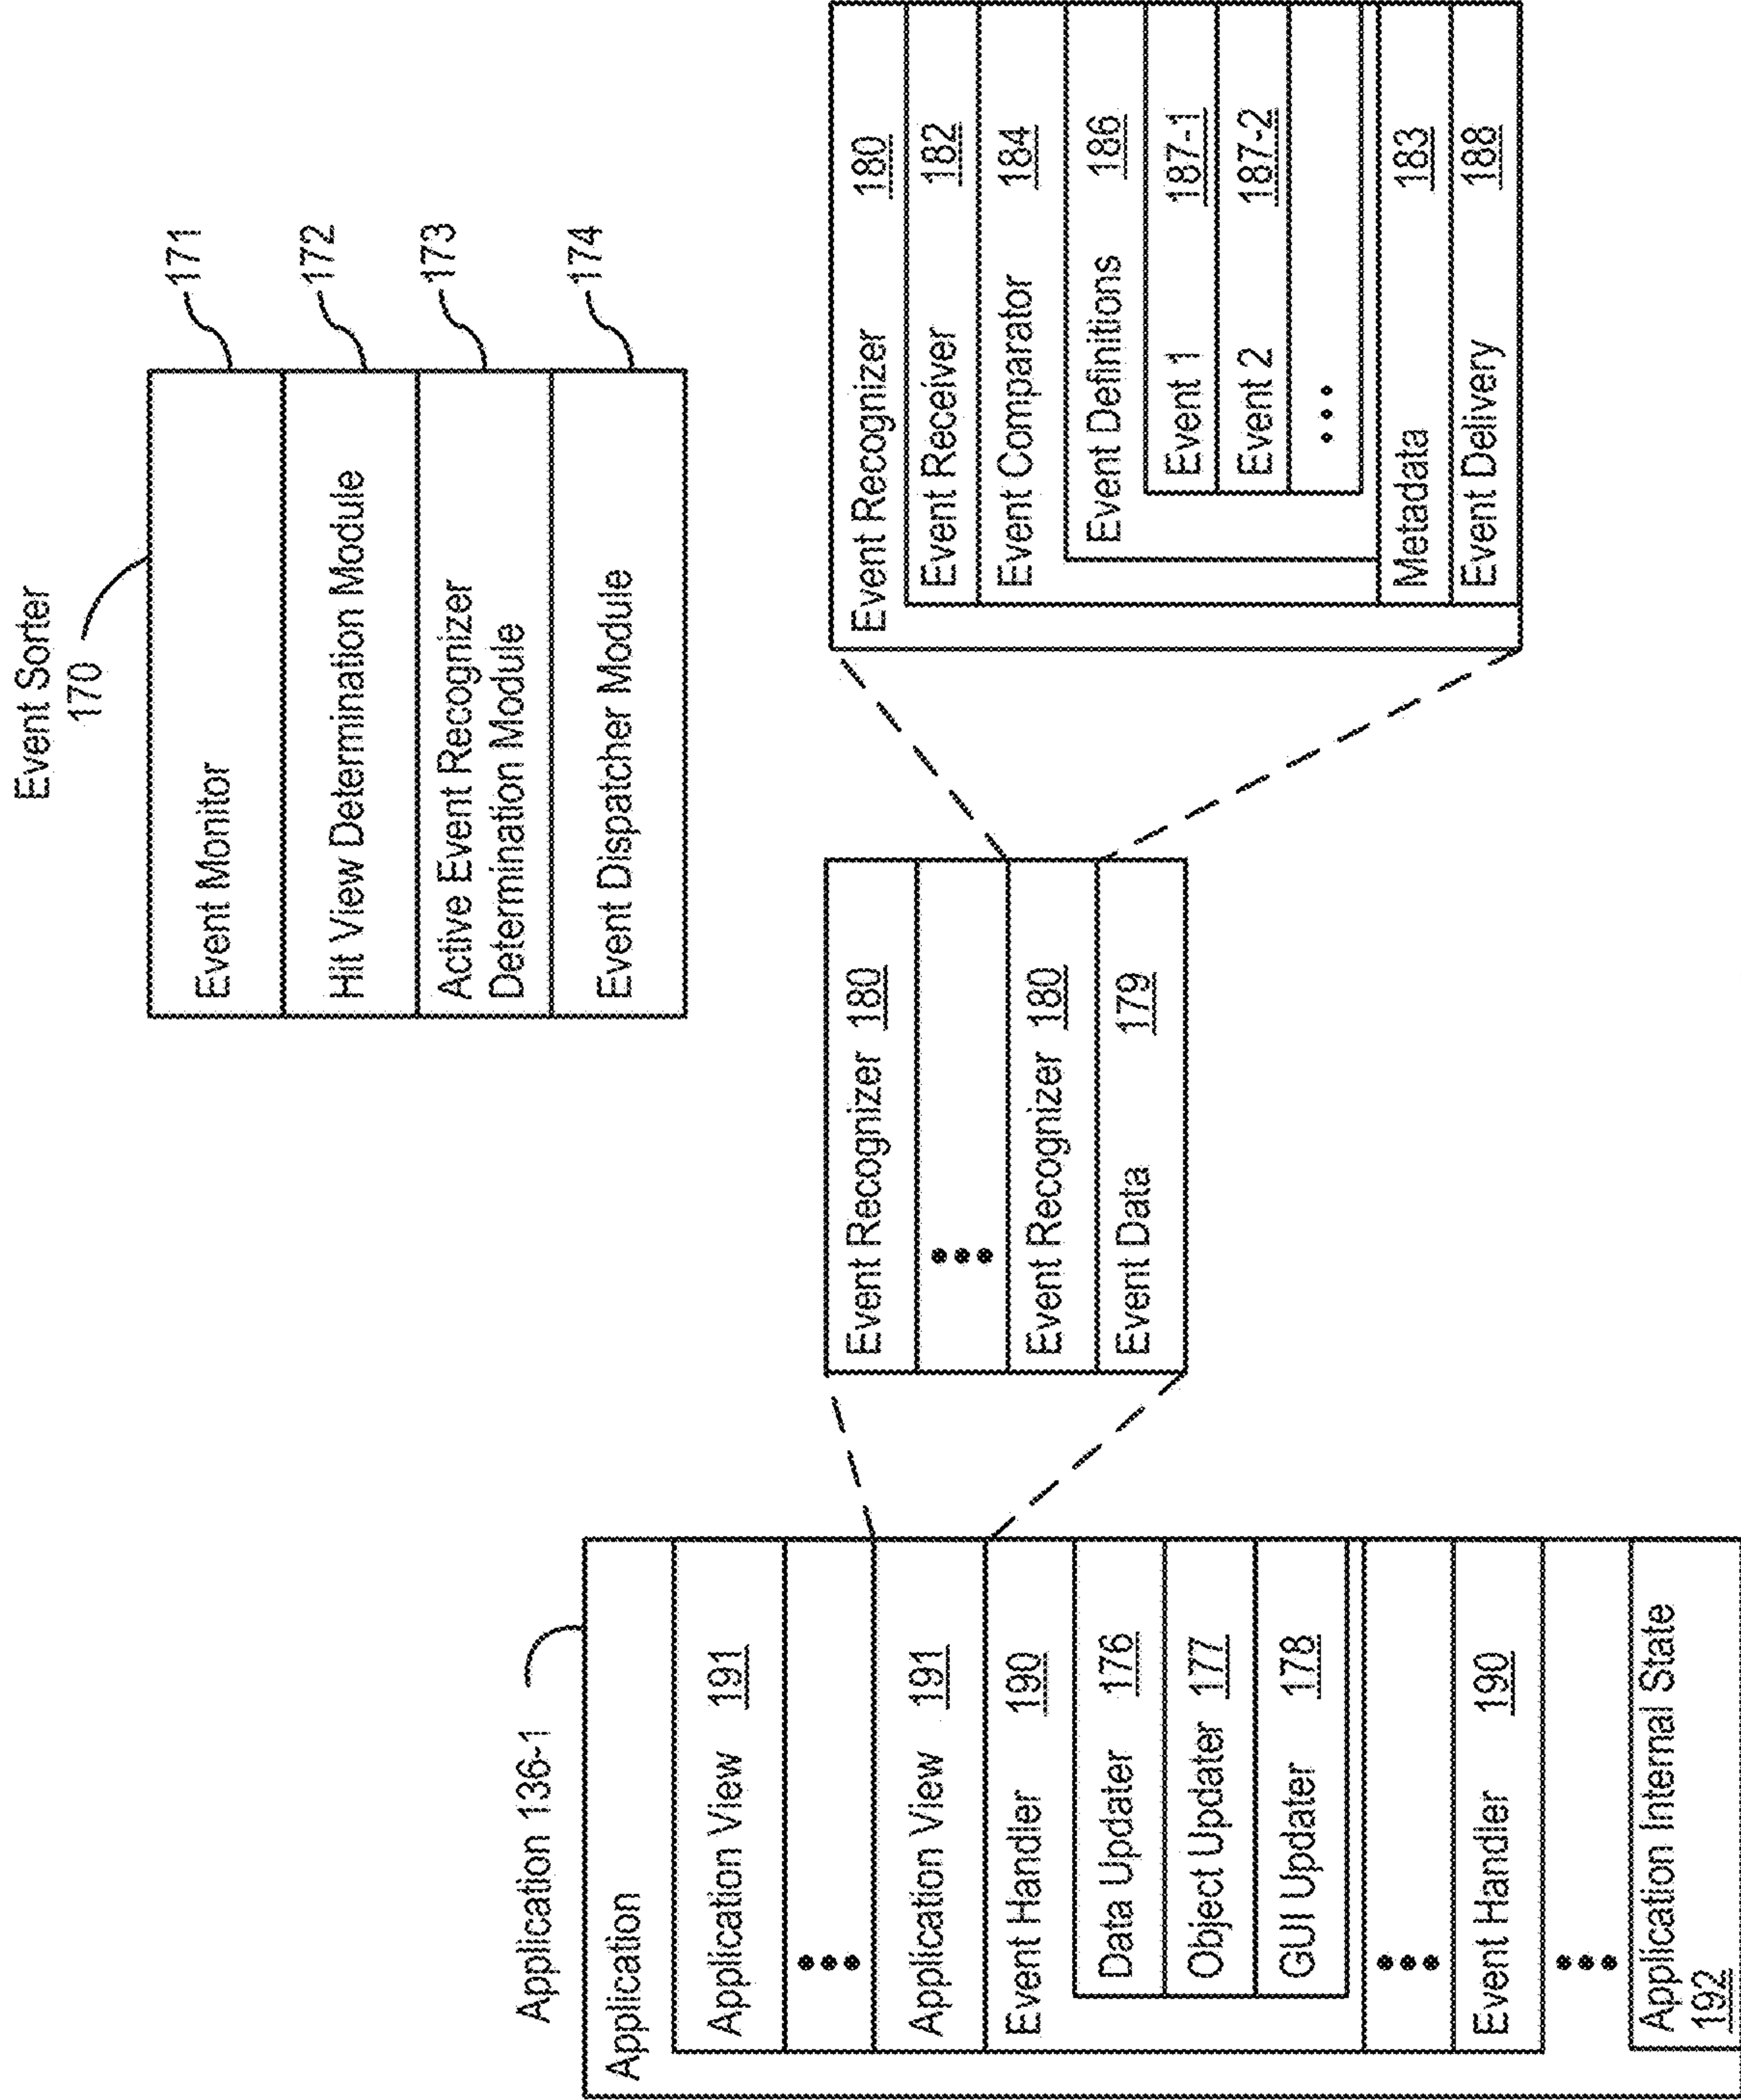 Event Sorter
170
Event Monitor
171
Hit View Determination Module
172
Active Event Recognizer
Determination Module
173
Event Dispatcher Module
174
Application 136-1
Application
Application View 191
•••
Application View 191
Event Handler 190
Data Updater 176
Object Updater 177
GUI Updater 178
•••
Event Handler 190
•••
Application Internal State
192
Event Recognizer 180
•••
Event Recognizer 180
Event Data 179
Event Recognizer 180
Event Receiver 182
Event Comparator 184
Event Definitions 186
Event 1 187-1
Event 2 187-2
•••
Metadata 183
Event Delivery 188